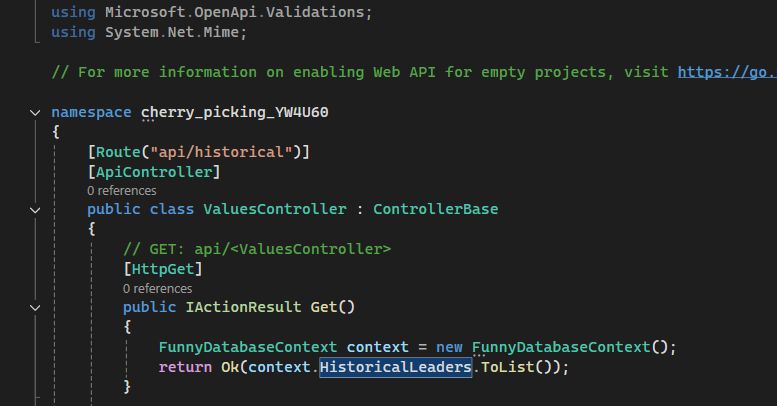 using Microsoft.OpenApi.Validations;
using System.Net.Mime;
// For more information on enabling Web API for empty projects, visit https://go.
namespace cherry_picking_YW4U60
{
[Route("api/historical")]
[ApiController]
0 references
public class ValuesController : ControllerBase
{
// GET: api/<ValuesController>
[HttpGet]
0 references
public IActionResult Get()
{
FunnyDatabaseContext context = new FunnyDatabaseContext();
return Ok(context.HistoricalLeaders.ToList());
}